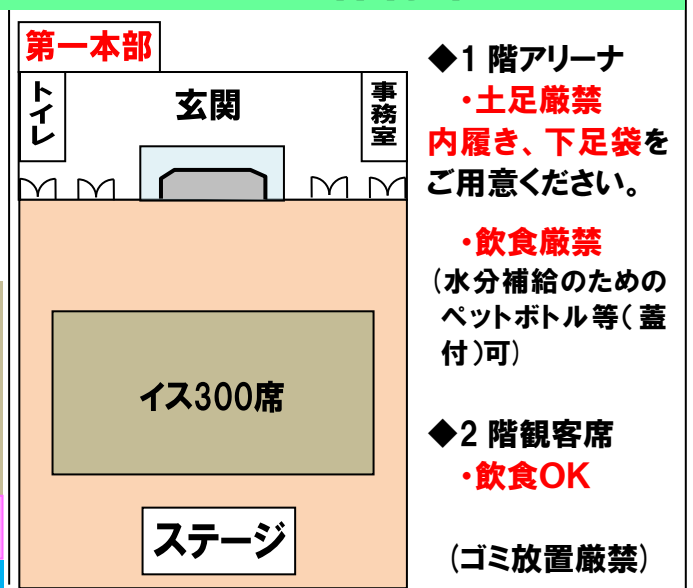 第一本部
トイレ
玄関
事務室
イス300席
ステージ
◆1階アリーナ
・土足厳禁
内履き、下足袋を
ご用意ください。
・飲食厳禁
(水分補給のための
ペットボトル等(蓋
付)可)
◆2階観客席
・飲食OK
(ゴミ放置厳禁)